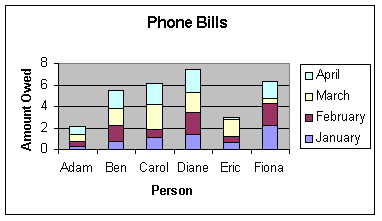 Phone Bills
Amount Owed
8
6
4
2
0
Adam Ben Carol Diane Eric Fiona
Person
April
March
February
January